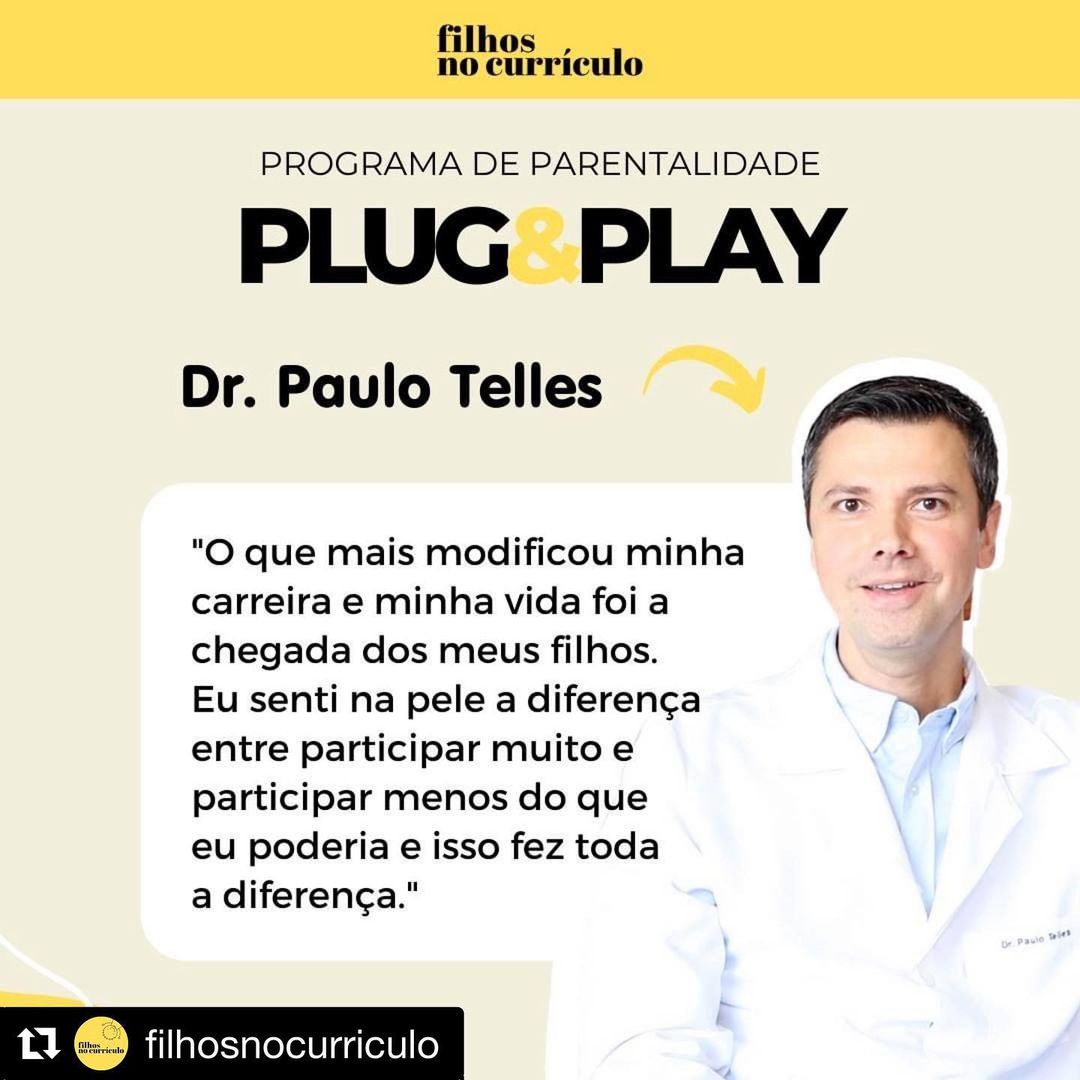 filhos
no currículo
PROGRAMA DE PARENTALIDADE
PLUG&PLAY
Dr. Paulo Telles
"O que mais modificou minha
carreira e minha vida foi a
chegada dos meus filhos.
Eu senti na pele a diferença
entre participar muito e
participar menos do que
eu poderia e isso fez toda
a diferença."
Dr. Paulo Telles
filhos
no currículo
filhosnocurriculo